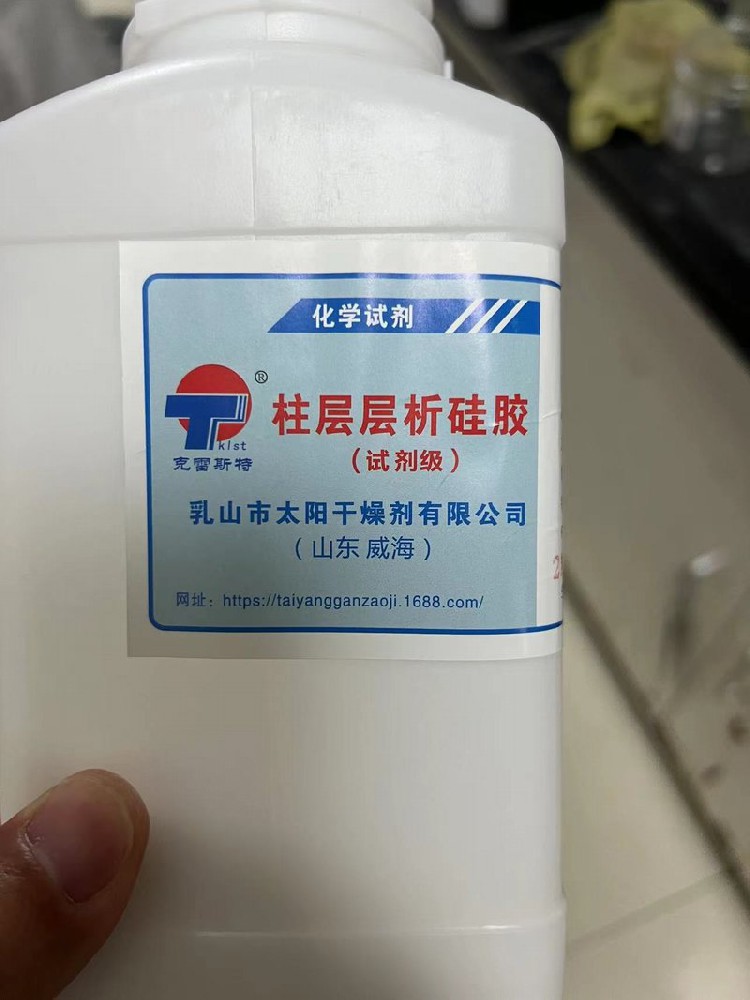 化学试剂
®
klst
克雷斯特
柱层层析硅胶
（试剂级）
乳山市太阳干燥剂有限公司
（山东 威海）
网址：https://taiyangganzaoji.1688.com/